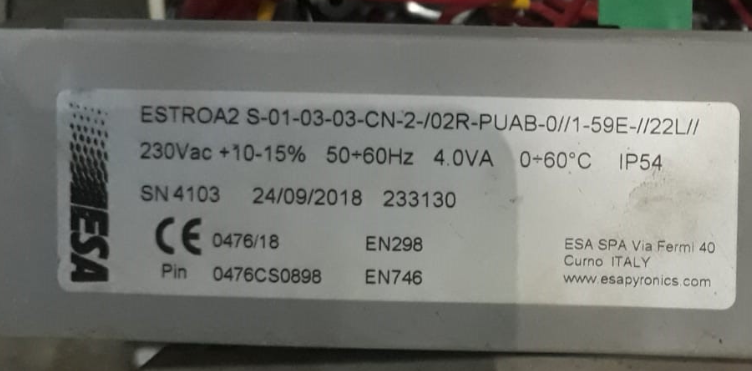 ESTROA2 S-01-03-03-CN-2-/02R-PUAB-0//1-59E-//22L//
230Vac +10-15% 50÷60Hz 4.0VA 0÷60°C IP54
SN 4103 24/09/2018 233130
CE 0476/18 EN298
Pin 0476CS0898 EN746
ESA SPA Via Fermi 40
Curno ITALY
www.esapyronics.com
ESA